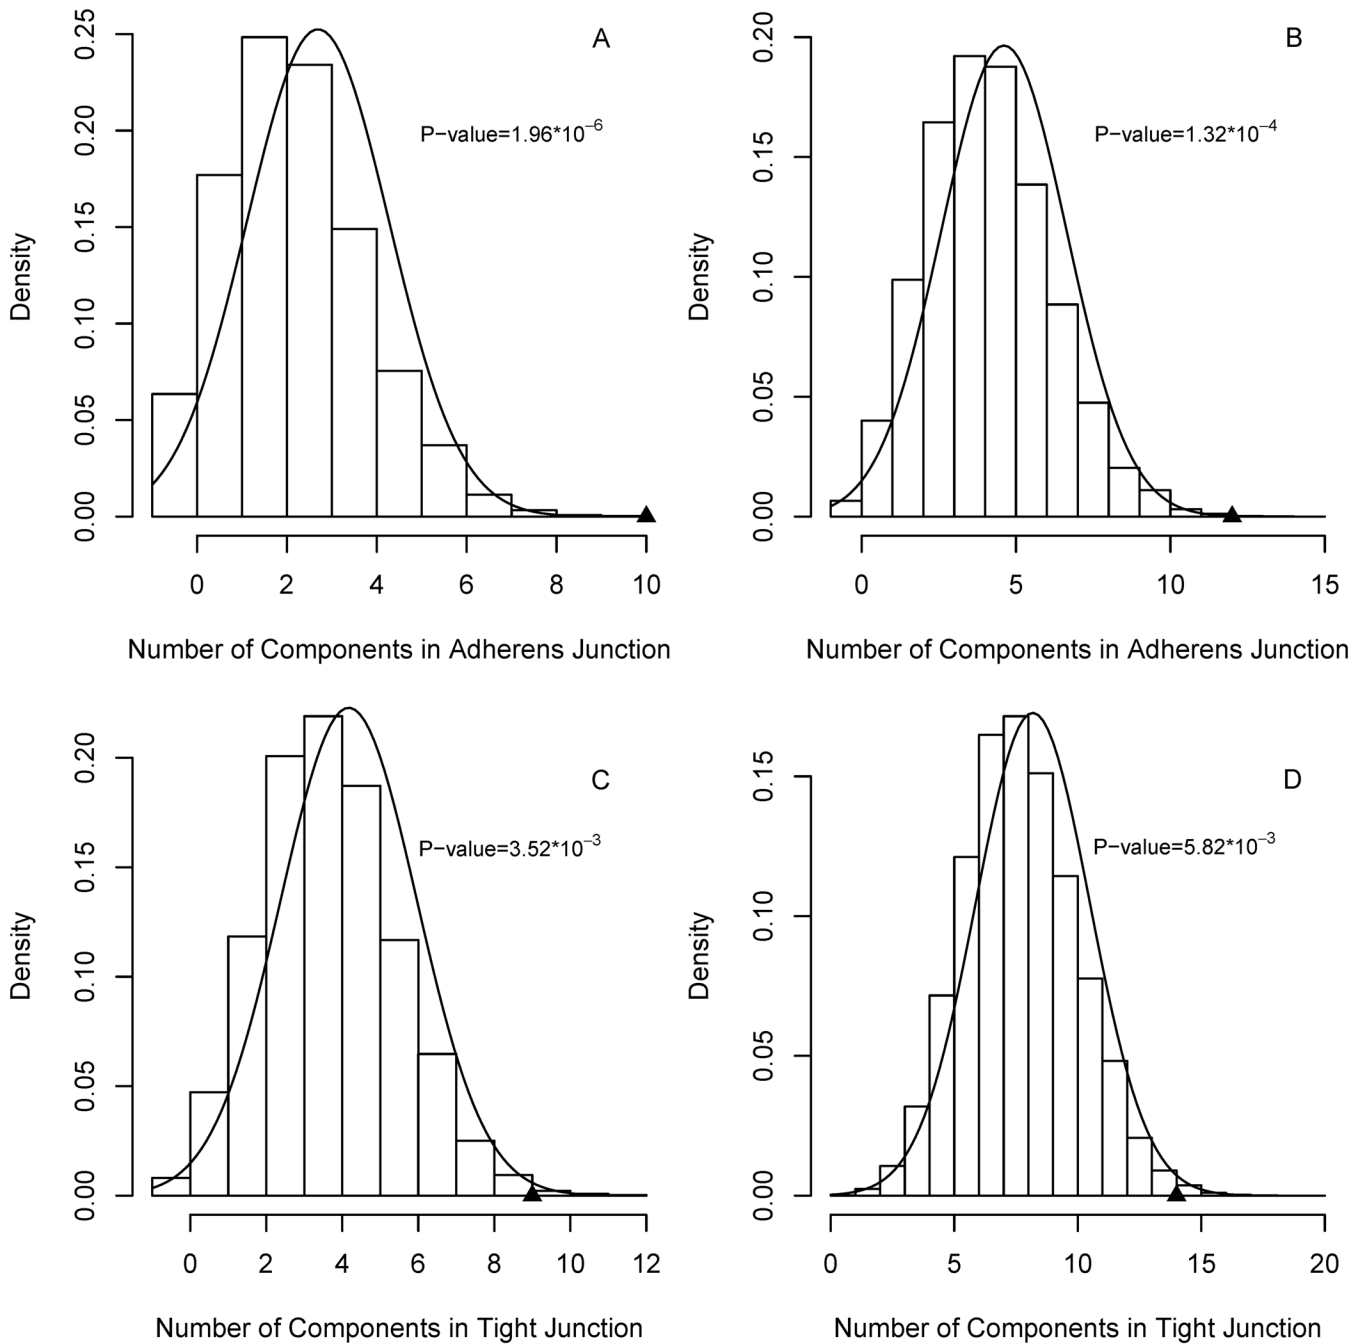 A
P−value=1.96*10−6
Density
0.00 0.05 0.10 0.15 0.20 0.25
0 2 4 6 8 10
Number of Components in Adherens Junction
B
P−value=1.32*10−4
Density
0.00 0.05 0.10 0.15 0.20
0 5 10 15
Number of Components in Adherens Junction
C
P−value=3.52*10−3
Density
0.00 0.05 0.10 0.15 0.20
0 2 4 6 8 10 12
Number of Components in Tight Junction
D
P−value=5.82*10−3
Density
0.00 0.05 0.10 0.15
0 5 10 15 20
Number of Components in Tight Junction